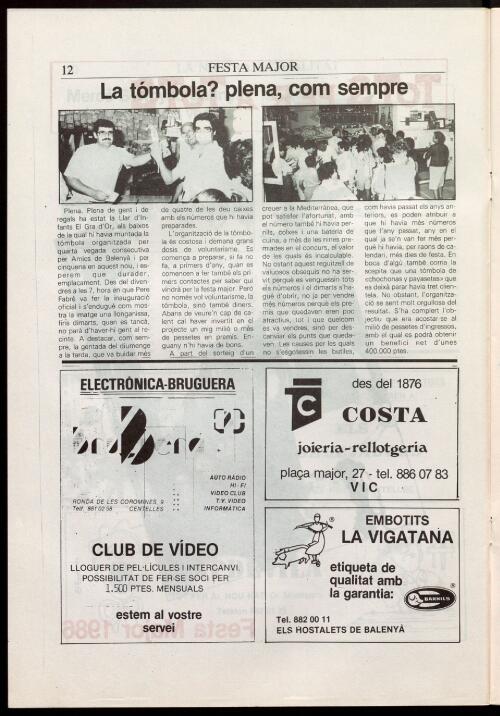 12
FESTA MAJOR
La tómbola? plena, com sempre
Plena. Plena de gent i de
regals ha estat la Llar d'In-
fants El Gra d'Or, als baixos
de la qual hi havia muntada la
tómbola organitzada per
quarta vegada consecutiva
per Amics de Balenyà i per
cinquena en aquest nou, i es-
perem que durader,
emplaçament. Des del diven-
dres a les 7, hora en que Pere
Fabré va fer la inauguració
oficial i s'endugué com mos-
tra la imatge una llonganissa,
fins dimarts, quan es tancà,
no parà d'haver-hi gent al re-
cinte. A destacar, com sem-
pre, la gentada del diumenge
a la tarda, que va buidar més
de quatre de les deu caixes
amb els números que hi havia
preparades.
L'organització de la tómbo-
la és costosa i demana grans
dosis de voluntarisme. Es
comença a preparar, si fa no
fa, a primers d'any, quan es
comencen a fer també els pri-
mers contactes per saber qui
vindrà per la festa major. Però
no només vol voluntarisme, la
tómbola, sinó també diners.
Abans de veure'n cap de ca-
lent cal haver invertit en el
projecte un mig milió o més
de pessetes en premis. En-
guany n'hi havia de bons.
A part del sorteig d'un
creuer a la Mediterrànea, que
pot satisfer l'afortunat, amb
el número també hi havia per-
nils, coixes i una bateria de
cuina, a més de les nines pre-
miades en el concurs, el valor
de les quals és incalculable.
No ostant aquest reguitzell de
valuosos obsequis no ha ser-
vit perquè es venguessin tots
els números i el dimarts s'ha-
gué d'obrir, no ja per vendre
més números perquè els pre-
mis que quedaven eren poc
atractius, tot i que quelcom
es va vendres, sinó per des-
canviar els punts que queda-
ven. Les causes per les quals
no s'esgotessin les butlles,
com havia passat els anys an-
teriors, es poden atribuir a
que hi havia més números
que l'any passat, any en el
qual ja se'n van fer més per-
què hi havia, per raons de ca-
lendari, més dies de festa. En
boca d'algú també corria la
sospita que una tómbola de
«chochonas y payasetes» que
es deixà parar havia tret clien-
tela. No obstant, l'organitza-
ció se sent molt orgullosa del
resultat. S'ha complert l'ob-
jectiu que era acostar-se al
milió de pessetes d'ingressos,
amb el qual es podrà obtenir
un benefici net d'unes
400.000 ptes.
ELECTRÒNICA-BRUGUERA
AUTO RÀDIO
HI-FI
VIDEO CLUB
T.V. VIDEO
INFORMÀTICA
RONDA DE LES COROMINES, 9
CENTELLES
CLUB DE VÍDEO
LLOGUER DE PEL·LÍCULES I INTERCANVI.
POSSIBILITAT DE FER-SE SOCI PER
1.500 PTES. MENSUALS
estem al vostre
servei
des del 1876
TC
COSTA
joieria-rellotgeria
plaça major, 27 - tel. 886 07 83
VIC
EMBOTITS
LA VIGATANA
etiqueta de
qualitat amb
la garantia:
BARNILS
Tel. 882 00 11
ELS HOSTALETS DE BALENYÀ
Festa Major 1986